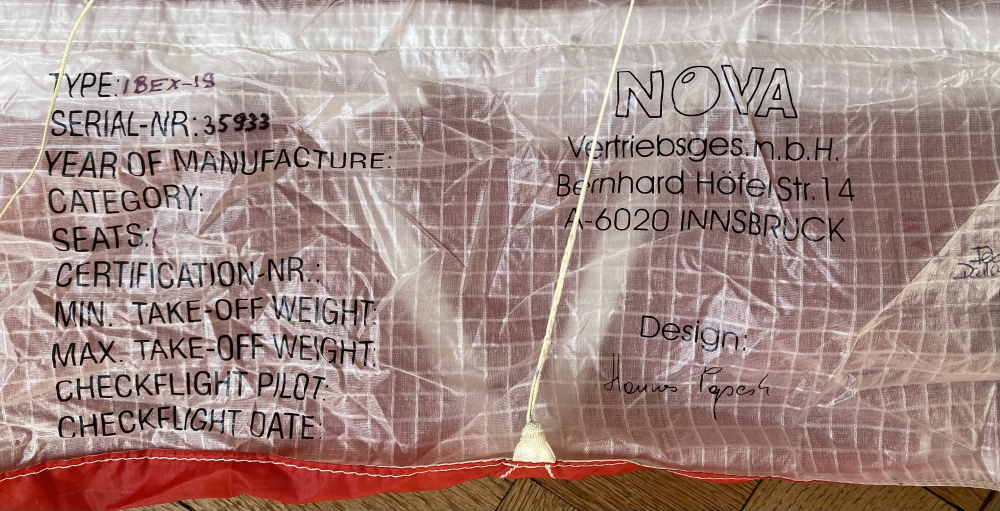 TYPE: IBEX-19
SERIAL-NR: 35933
YEAR OF MANUFACTURE:
CATEGORY:
SEATS: 1
CERTIFICATION-NR.:
MIN. TAKE-OFF WEIGHT:
MAX. TAKE-OFF WEIGHT:
CHECKFLIGHT PILOT:
CHECKFLIGHT DATE:
NOVA
Vertriebsges.m.b.H.
Bernhard Höfel Str.14
A-6020 INNSBRUCK
Design:
Hannes Papesh